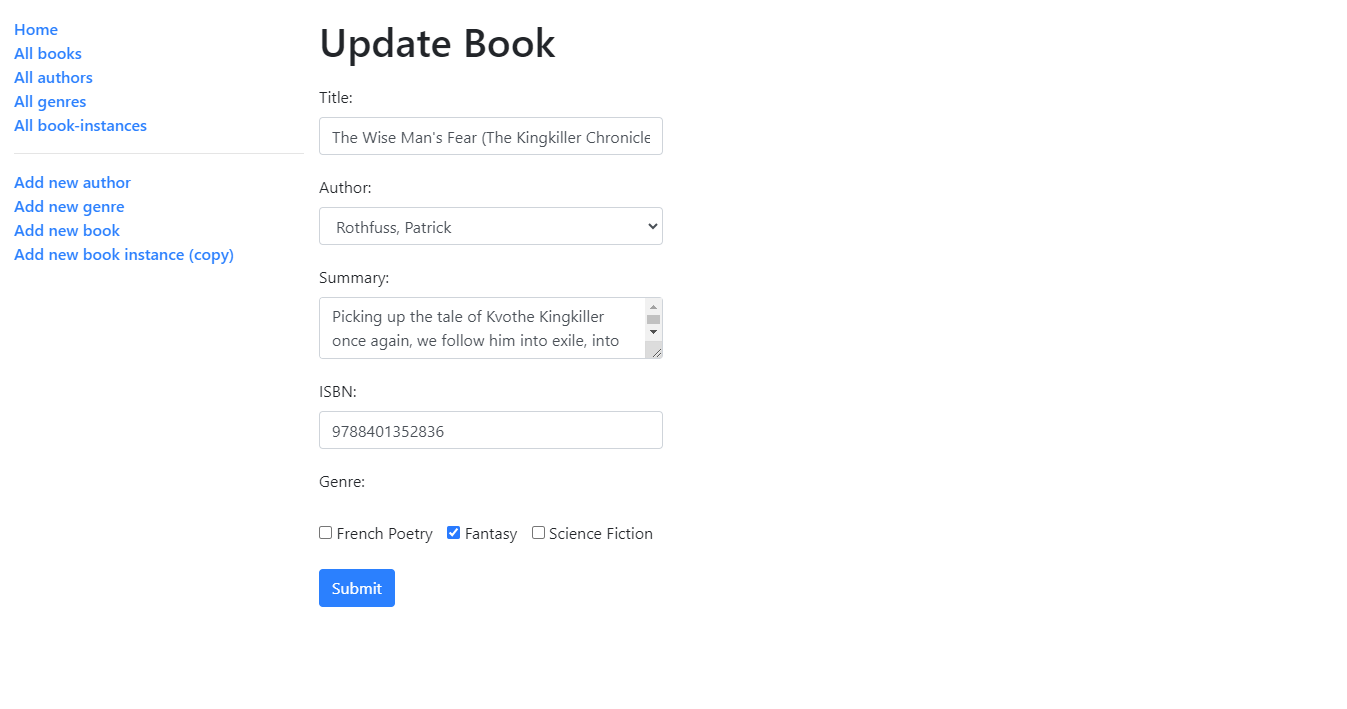 Home
All books
All authors
All genres
All book-instances
Add new author
Add new genre
Add new book
Add new book instance (copy)
Update Book
Title:
The Wise Man's Fear (The Kingkiller Chronicle
Author:
Rothfuss, Patrick
Summary:
Picking up the tale of Kvothe Kingkiller
once again, we follow him into exile, into
ISBN:
9788401352836
Genre:
French Poetry Fantasy Science Fiction
Submit